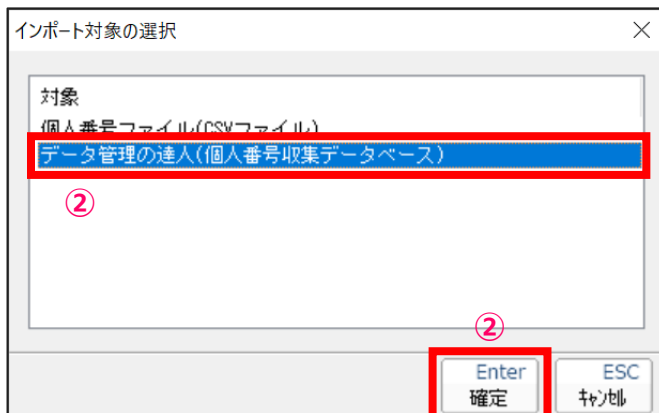 インポート対象の選択
対象
個人番号ファイル(CSVファイル)
データ管理の達人(個人番号収集データベース)
②
②
Enter
確定
ESC
ｷｬﾝｾﾙ